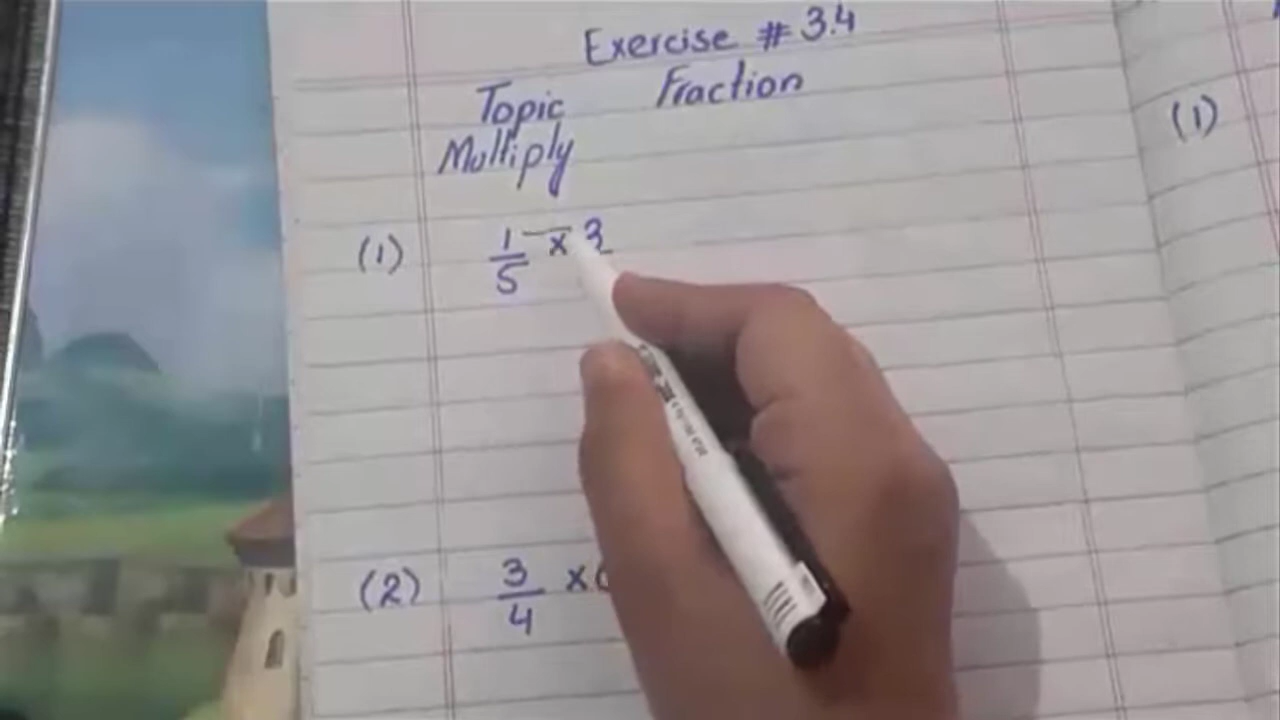 Exercise # 3.4
Topic Fraction
Multiply
(1) 1/5 × 3
(1)
(2) 3/4 ×